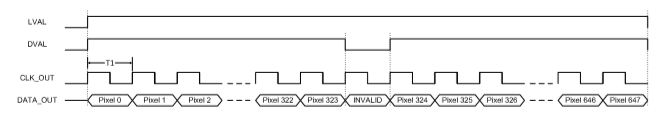 LVAL
DVAL
T1
CLK_OUT
DATA_OUT Pixel 0 Pixel 1 Pixel 2 Pixel 322 Pixel 323 INVALID Pixel 324 Pixel 325 Pixel 326 Pixel 646 Pixel 647